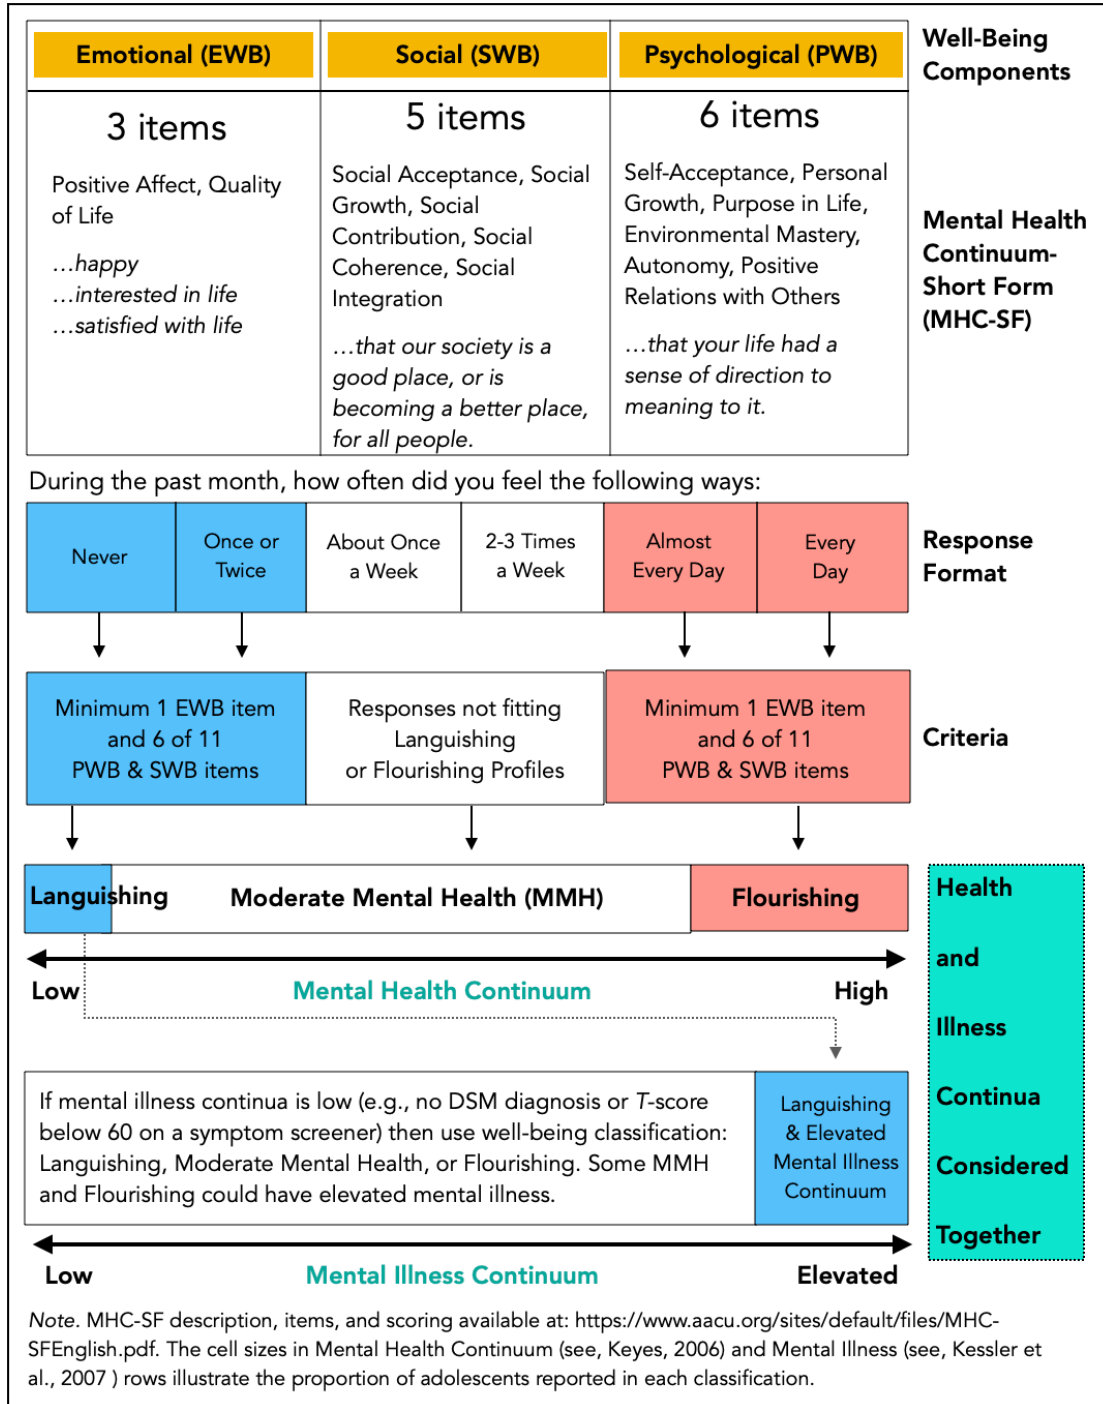 Emotional (EWB)
Social (SWB)
Psychological (PWB)
Well-Being
Components
3 items
Positive Affect, Quality
of Life
...happy
...interested in life
...satisfied with life
5 items
Social Acceptance, Social
Growth, Social
Contribution, Social
Coherence, Social
Integration
...that our society is a
good place, or is
becoming a better place,
for all people.
6 items
Self-Acceptance, Personal
Growth, Purpose in Life,
Environmental Mastery,
Autonomy, Positive
Relations with Others
...that your life had a
sense of direction to
meaning to it.
Mental Health
Continuum-
Short Form
(MHC-SF)
During the past month, how often did you feel the following ways:
Never
Once or
Twice
About Once
a Week
2-3 Times
a Week
Almost
Every Day
Every
Day
Response
Format
Minimum 1 EWB item
and 6 of 11
PWB & SWB items
Responses not fitting
Languishing
or Flourishing Profiles
Minimum 1 EWB item
and 6 of 11
PWB & SWB items
Criteria
Languishing
Moderate Mental Health (MMH)
Flourishing
Low
Mental Health Continuum
High
Health
and
Illness
Continua
Considered
Together
If mental illness continua is low (e.g., no DSM diagnosis or T-score
below 60 on a symptom screener) then use well-being classification:
Languishing, Moderate Mental Health, or Flourishing. Some MMH
and Flourishing could have elevated mental illness.
Languishing
& Elevated
Mental Illness
Continuum
Low
Mental Illness Continuum
Elevated
Note. MHC-SF description, items, and scoring available at: https://www.aacu.org/sites/default/files/MHC-
SFEnglish.pdf. The cell sizes in Mental Health Continuum (see, Keyes, 2006) and Mental Illness (see, Kessler et
al., 2007 ) rows illustrate the proportion of adolescents reported in each classification.